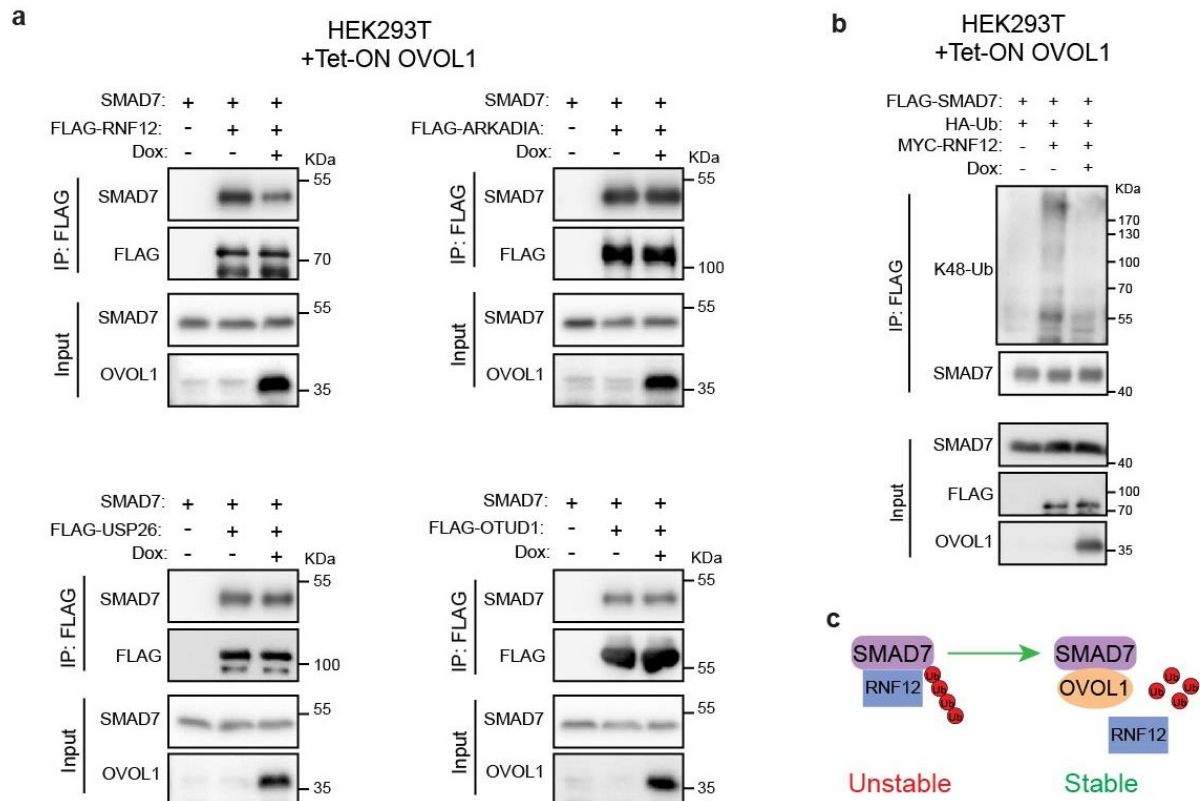 a
HEK293T
+Tet-ON OVOL1
SMAD7: + + +
FLAG-RNF12: - + +
Dox: - - +
KDa
IP: FLAG
SMAD7
55
FLAG
70
Input
SMAD7
55
OVOL1
35
SMAD7: + + +
FLAG-ARKADIA: - + +
Dox: - - +
KDa
IP: FLAG
SMAD7
55
FLAG
100
Input
SMAD7
55
OVOL1
35
SMAD7: + + +
FLAG-USP26: - + +
Dox: - - +
KDa
IP: FLAG
SMAD7
55
FLAG
100
Input
SMAD7
55
OVOL1
35
SMAD7: + + +
FLAG-OTUD1: - + +
Dox: - - +
KDa
IP: FLAG
SMAD7
55
FLAG
55
Input
SMAD7
55
OVOL1
35
b
HEK293T
+Tet-ON OVOL1
FLAG-SMAD7: + + +
HA-Ub: + + +
MYC-RNF12: - + +
Dox: - - +
KDa
IP: FLAG
K48-Ub
170
130
100
70
55
SMAD7
40
Input
SMAD7
40
FLAG
100
70
OVOL1
35
c
SMAD7
RNF12
Ub
Ub
Ub
Ub
Unstable
SMAD7
OVOL1
Ub
Ub
Ub
Ub
RNF12
Stable